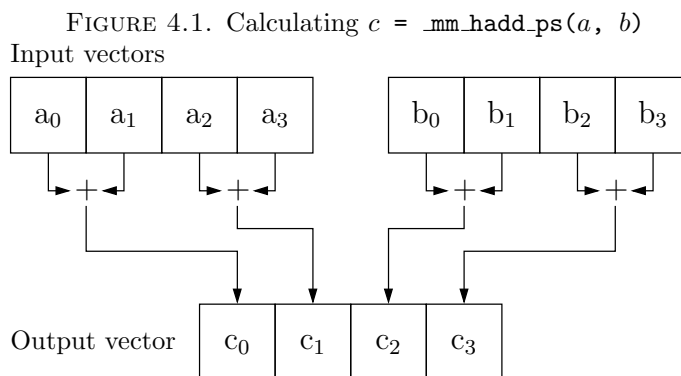 FIGURE 4.1. Calculating c = _mm_hadd_ps(a, b)
Input vectors
a₀ a₁ a₂ a₃ b₀ b₁ b₂ b₃
+ + + +
Output vector c₀ c₁ c₂ c₃